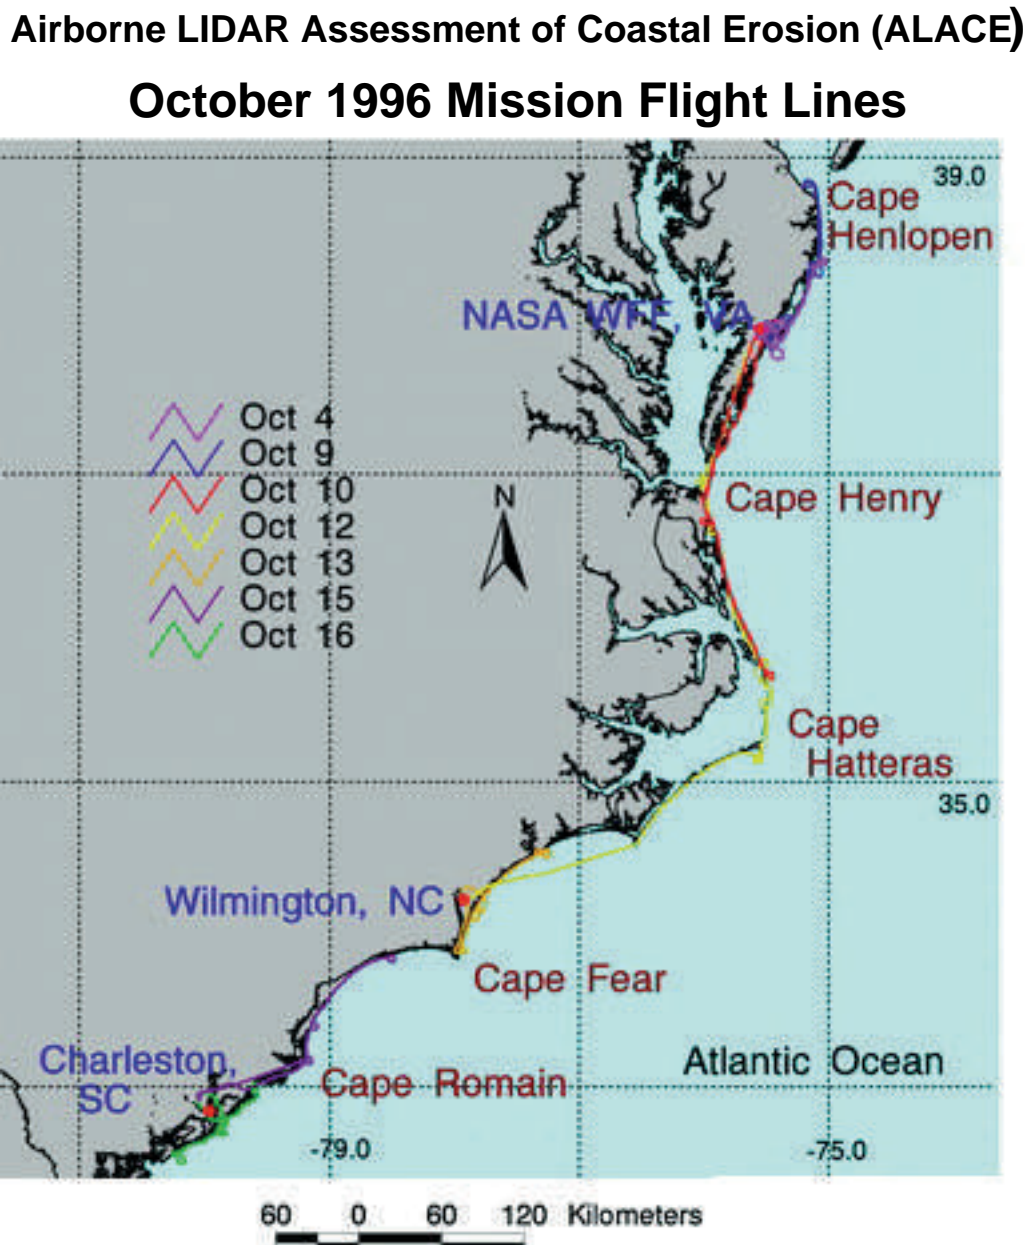 Airborne LIDAR Assessment of Coastal Erosion (ALACE)
October 1996 Mission Flight Lines
39.0
Cape
Henlopen
NASA WFF, VA
Oct 4
Oct 9
Oct 10
Oct 12
Oct 13
Oct 15
Oct 16
N
Cape Henry
Cape
Hatteras
35.0
Wilmington, NC
Cape Fear
Charleston,
SC
Cape Romain
Atlantic Ocean
-79.0
-75.0
60 0 60 120 Kilometers